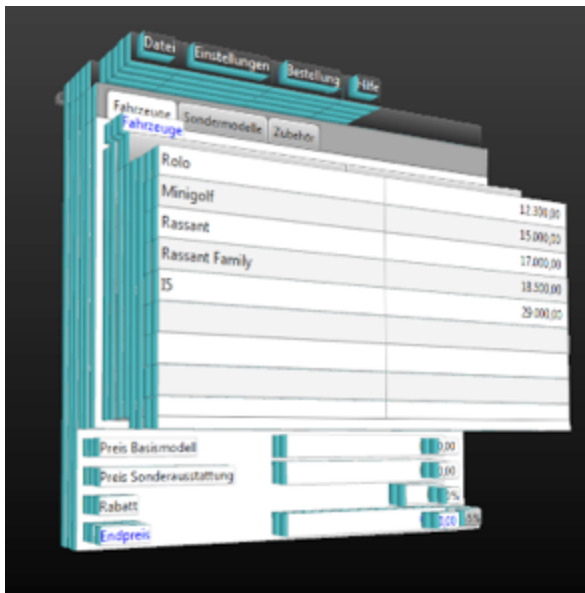 Datei Einstellungen Bestellung Hilfe
Fahrzeuge Sondermodelle Zubehör
Fahrzeuge
Rolo 12.300,00
Minigolf 15.000,00
Rassant 17.000,00
Rassant Family 18.500,00
I5 29.000,00
Preis Basismodell 0,00
Preis Sonderausstattung 0,00
Rabatt 0%
Endpreis 0,00